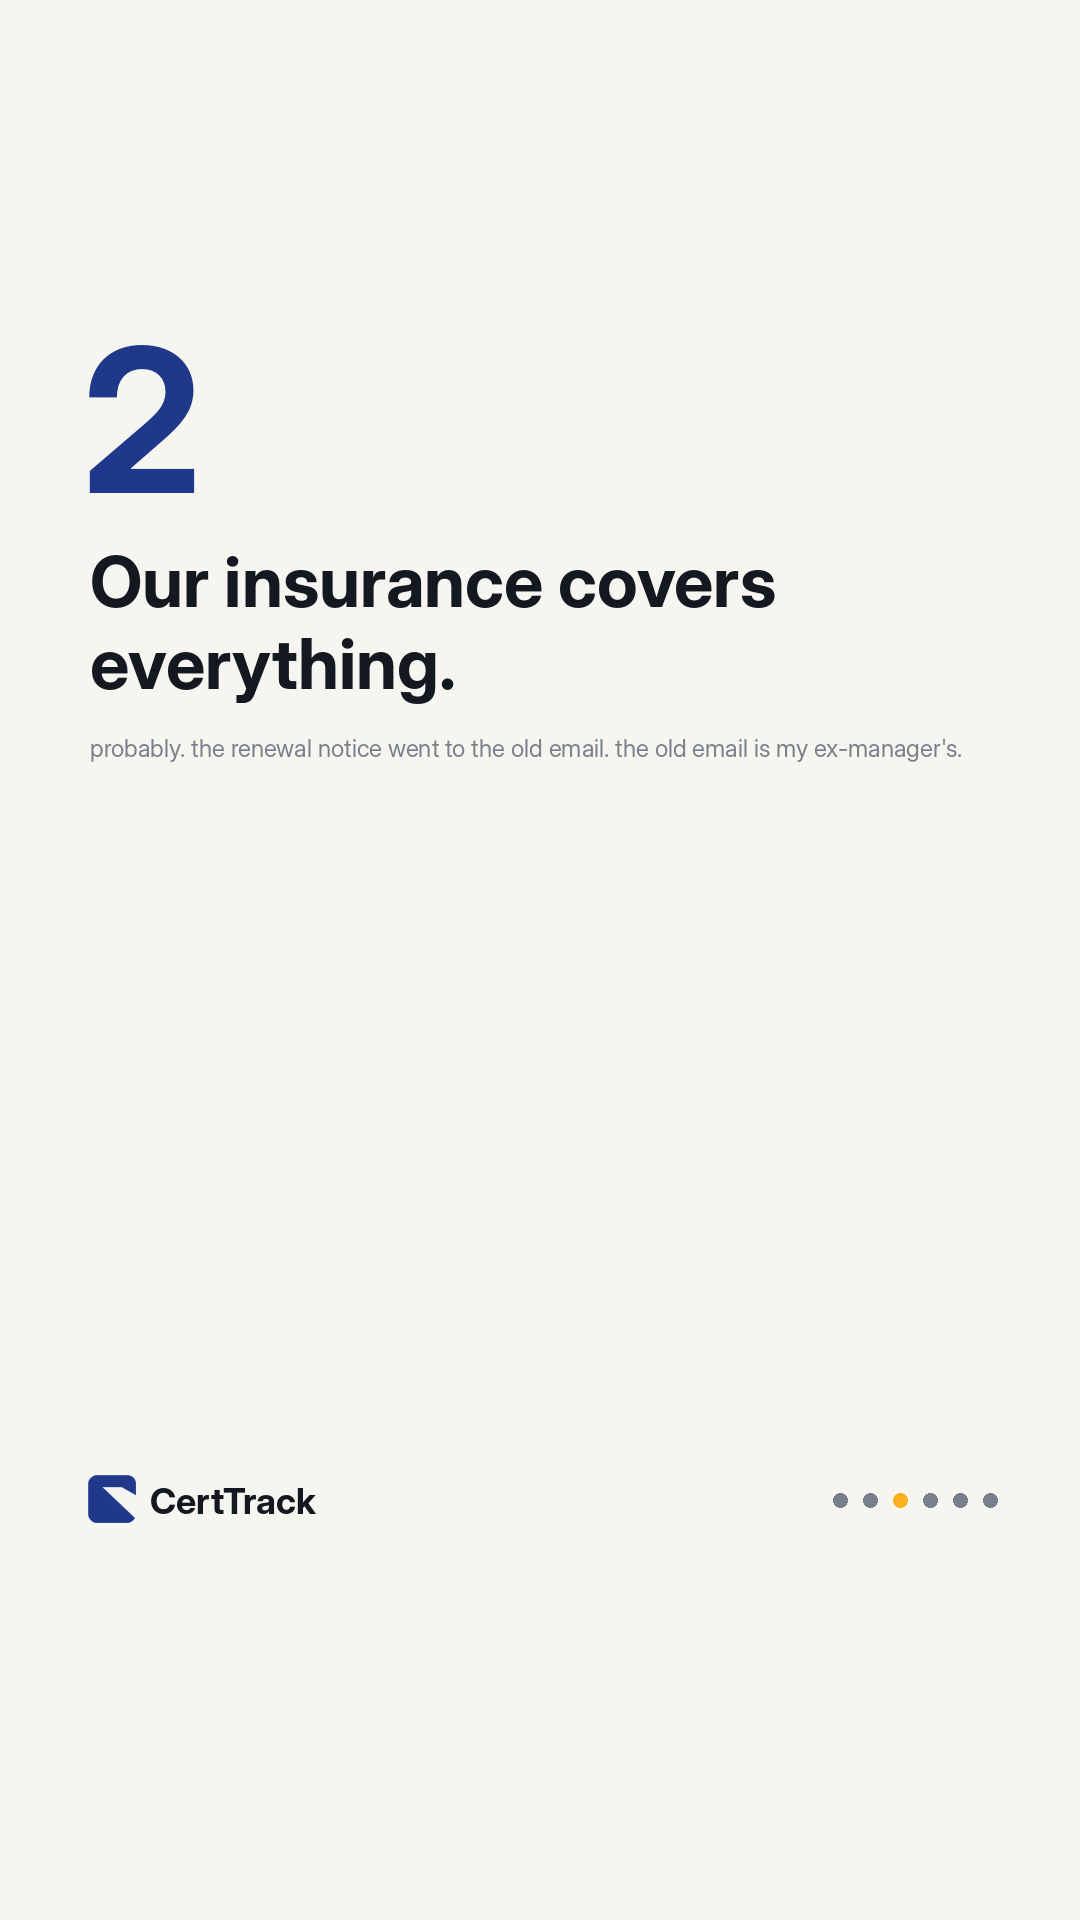 2
Our insurance covers
everything.
probably. the renewal notice went to the old email. the old email is my ex-manager's.
CertTrack